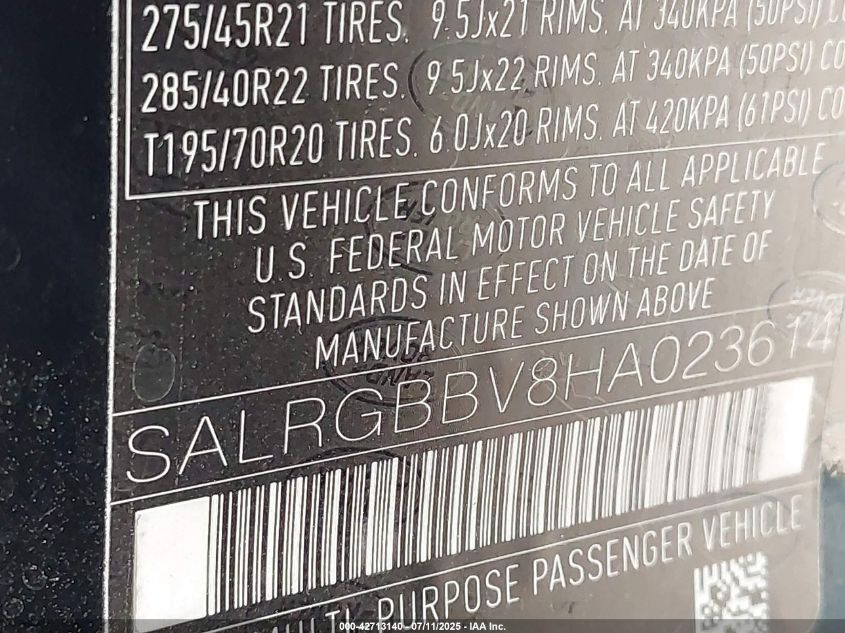 275/45R21 TIRES. 9.5Jx21 RIMS. AT 340KPA (50PSI)
285/40R22 TIRES. 9.5Jx22 RIMS. AT 340KPA (50PSI) CO
T195/70R20 TIRES. 6.0Jx20 RIMS. AT 420KPA (61PSI) CO
THIS VEHICLE CONFORMS TO ALL APPLICABLE
U.S. FEDERAL MOTOR VEHICLE SAFETY
STANDARDS IN EFFECT ON THE DATE OF
MANUFACTURE SHOWN ABOVE
SALRGBBV8HA023614
MULTI-PURPOSE PASSENGER VEHICLE
000-42713140 - 07/11/2025 - IAA Inc.